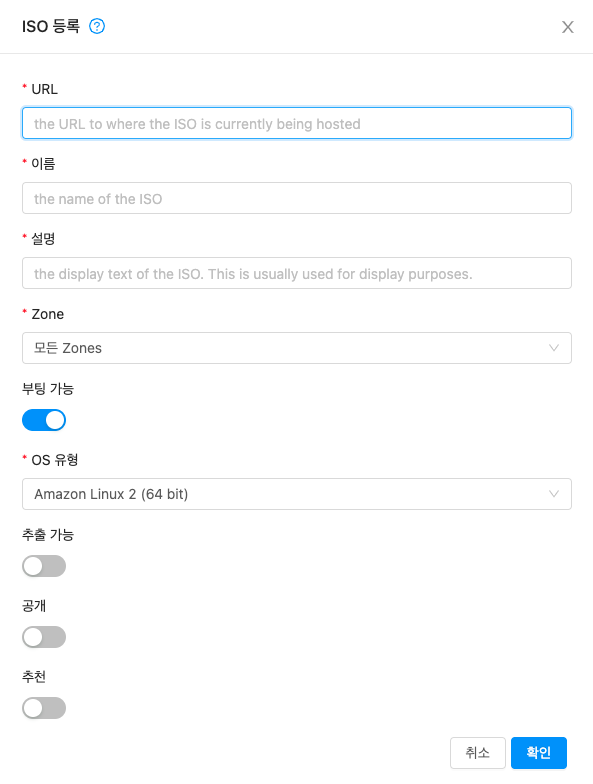 ISO 등록 ?
* URL
the URL to where the ISO is currently being hosted
* 이름
the name of the ISO
* 설명
the display text of the ISO. This is usually used for display purposes.
* Zone
모든 Zones
부팅 가능
* OS 유형
Amazon Linux 2 (64 bit)
추출 가능
공개
추천
취소 확인